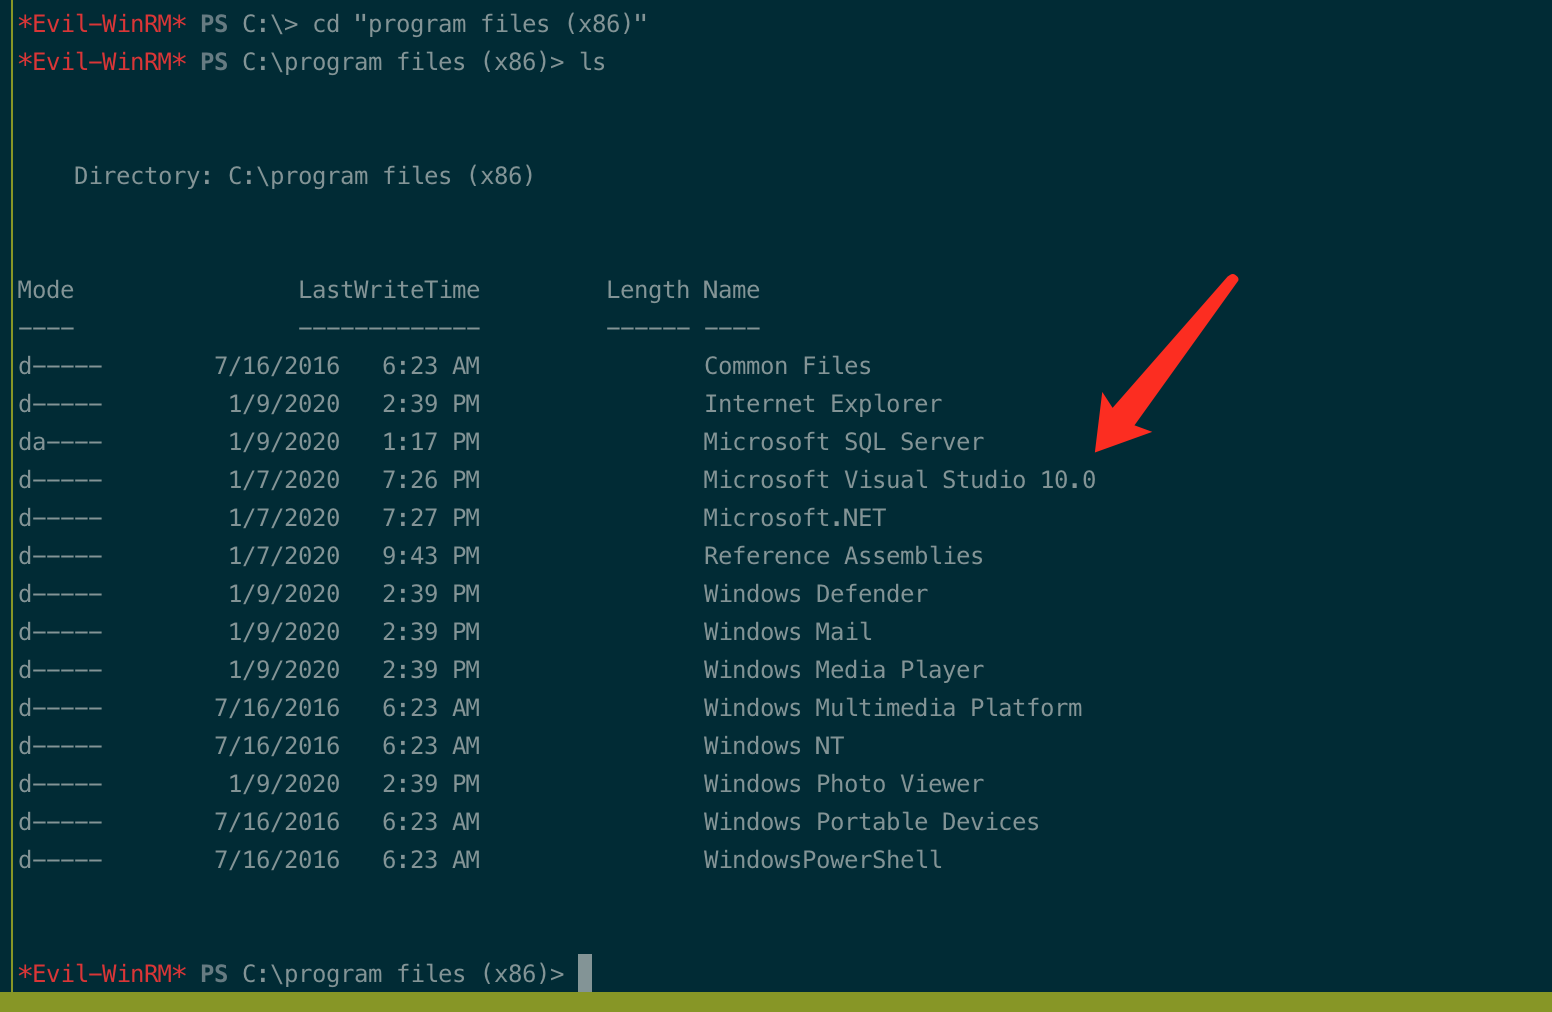 *Evil-WinRM* PS C:\> cd "program files (x86)"
*Evil-WinRM* PS C:\program files (x86)> ls
Directory: C:\program files (x86)
Mode LastWriteTime Length Name
---- ------------- ------ ----
d----- 7/16/2016 6:23 AM Common Files
d----- 1/9/2020 2:39 PM Internet Explorer
da---- 1/9/2020 1:17 PM Microsoft SQL Server
d----- 1/7/2020 7:26 PM Microsoft Visual Studio 10.0
d----- 1/7/2020 7:27 PM Microsoft.NET
d----- 1/7/2020 9:43 PM Reference Assemblies
d----- 1/9/2020 2:39 PM Windows Defender
d----- 1/9/2020 2:39 PM Windows Mail
d----- 1/9/2020 2:39 PM Windows Media Player
d----- 7/16/2016 6:23 AM Windows Multimedia Platform
d----- 7/16/2016 6:23 AM Windows NT
d----- 1/9/2020 2:39 PM Windows Photo Viewer
d----- 7/16/2016 6:23 AM Windows Portable Devices
d----- 7/16/2016 6:23 AM WindowsPowerShell
*Evil-WinRM* PS C:\program files (x86)>